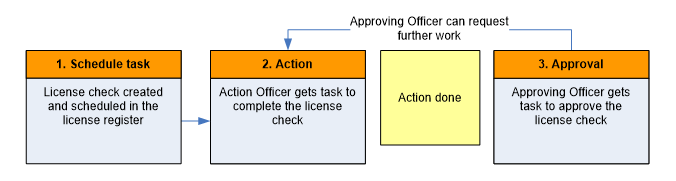 Approving Officer can request
further work
1. Schedule task
License check created
and scheduled in the
license register
2. Action
Action Officer gets task to
complete the license
check
Action done
3. Approval
Approving Officer gets
task to approve the
license check